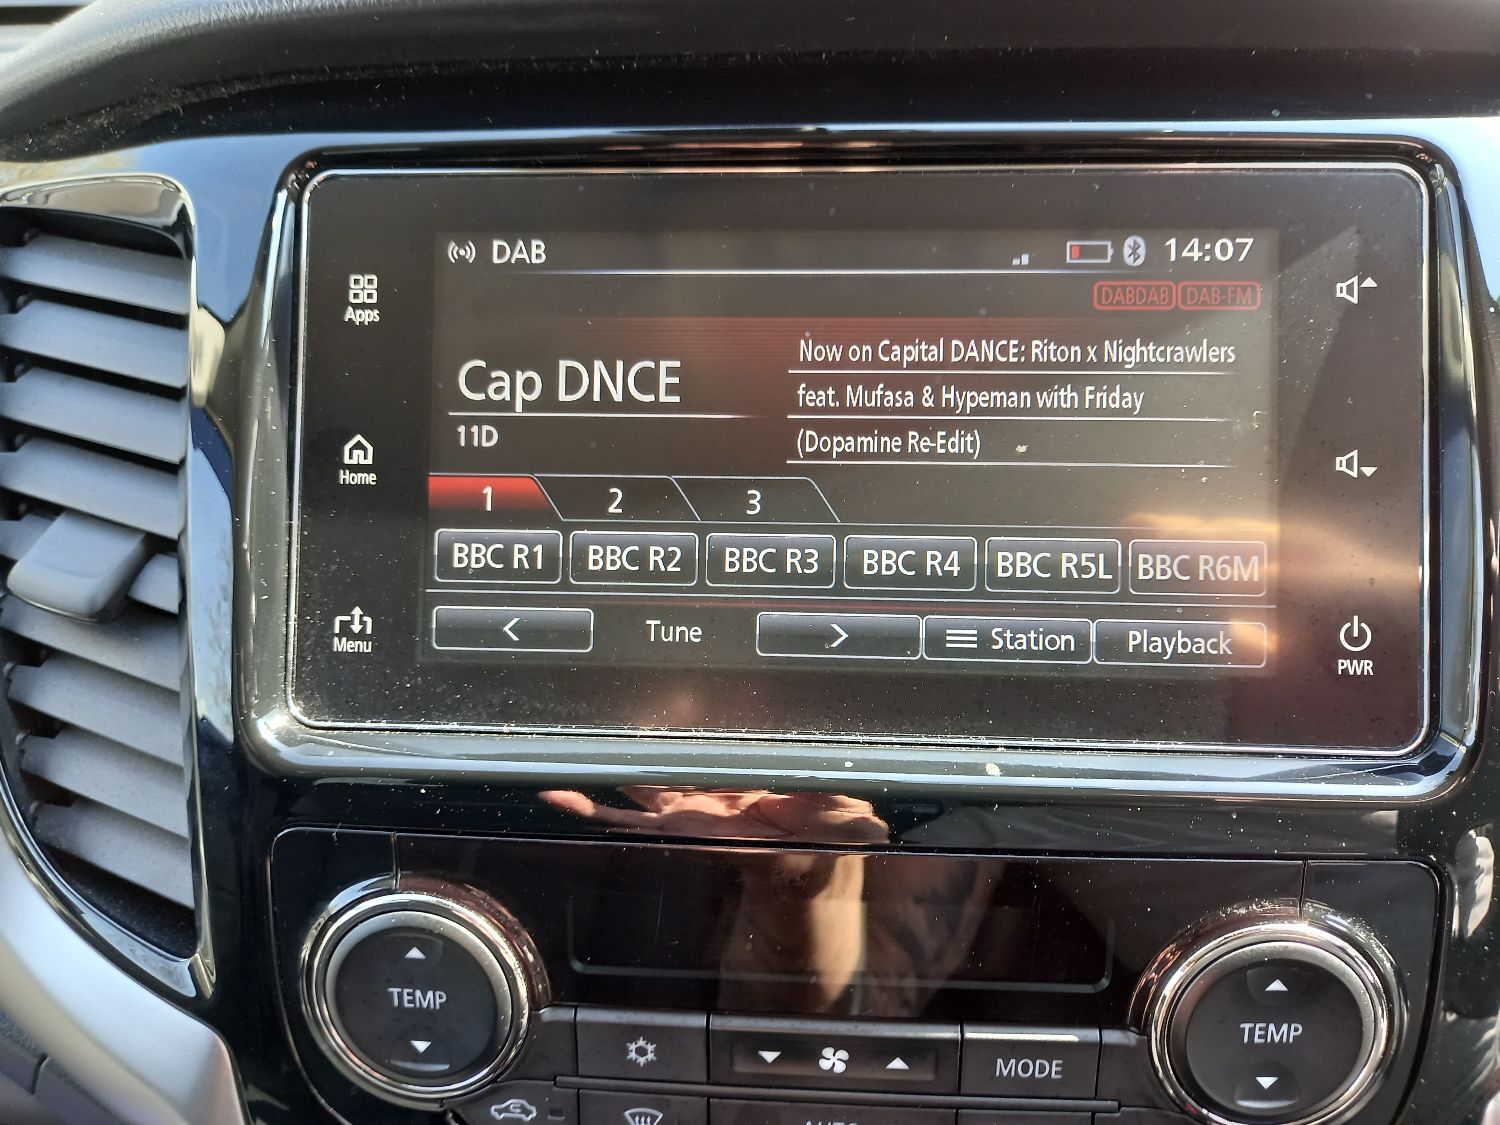 DAB
14:07
DABDAB DAB-FM
Apps
Cap DNCE
11D
Now on Capital DANCE: Riton x Nightcrawlers
feat. Mufasa & Hypeman with Friday
(Dopamine Re-Edit)
Home
1 2 3
BBC R1 BBC R2 BBC R3 BBC R4 BBC R5L BBC R6M
Menu
< Tune > Station Playback
PWR
TEMP
TEMP
MODE
AUTO